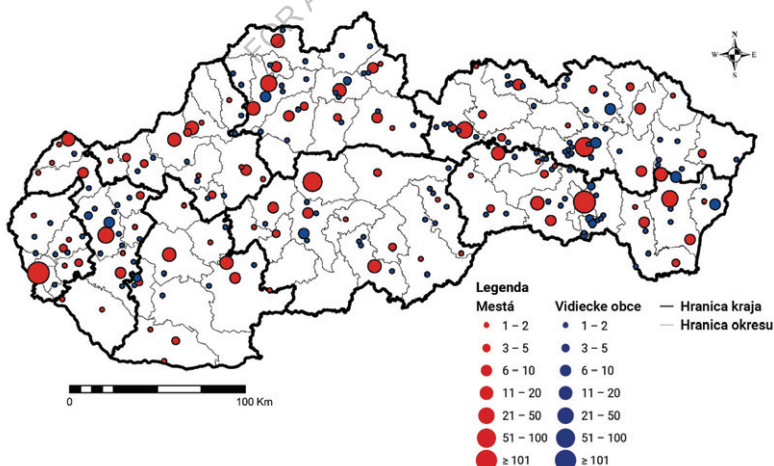 FOR A
N
W E
S
Legenda
Mestá Vidiecke obce Hranica kraja
1 – 2 1 – 2 Hranica okresu
3 – 5 3 – 5
6 – 10 6 – 10
11 – 20 11 – 20
21 – 50 21 – 50
51 – 100 51 – 100
≥ 101 ≥ 101
0 100 Km